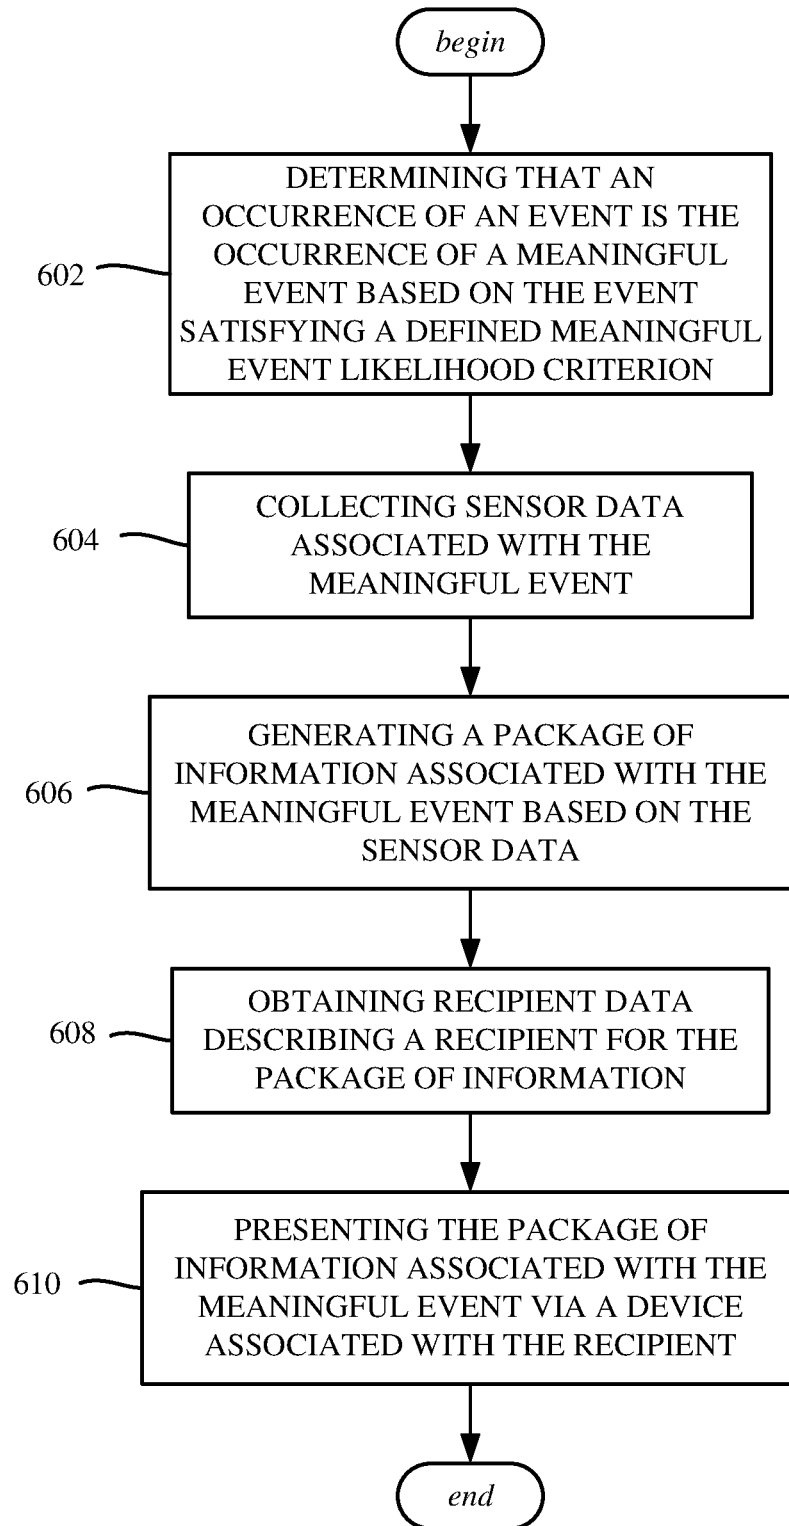 begin
DETERMINING THAT AN
OCCURRENCE OF AN EVENT IS THE
OCCURRENCE OF A MEANINGFUL
EVENT BASED ON THE EVENT
SATISFYING A DEFINED MEANINGFUL
EVENT LIKELIHOOD CRITERION
602
COLLECTING SENSOR DATA
ASSOCIATED WITH THE
MEANINGFUL EVENT
604
GENERATING A PACKAGE OF
INFORMATION ASSOCIATED WITH THE
MEANINGFUL EVENT BASED ON THE
SENSOR DATA
606
OBTAINING RECIPIENT DATA
DESCRIBING A RECIPIENT FOR THE
PACKAGE OF INFORMATION
608
PRESENTING THE PACKAGE OF
INFORMATION ASSOCIATED WITH THE
MEANINGFUL EVENT VIA A DEVICE
ASSOCIATED WITH THE RECIPIENT
610
end